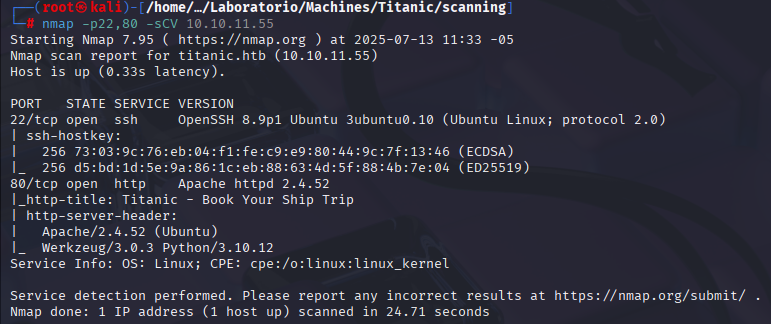 ┌──(root㉿kali)-[/home/…/Laboratorio/Machines/Titanic/scanning]
└─# nmap -p22,80 -sCV 10.10.11.55
Starting Nmap 7.95 ( https://nmap.org ) at 2025-07-13 11:33 -05
Nmap scan report for titanic.htb (10.10.11.55)
Host is up (0.33s latency).

PORT   STATE SERVICE VERSION
22/tcp open  ssh     OpenSSH 8.9p1 Ubuntu 3ubuntu0.10 (Ubuntu Linux; protocol 2.0)
| ssh-hostkey:
|   256 73:03:9c:76:eb:04:f1:fe:c9:e9:80:44:9c:7f:13:46 (ECDSA)
|_  256 d5:bd:1d:5e:9a:86:1c:eb:88:63:4d:5f:88:4b:7e:04 (ED25519)
80/tcp open  http    Apache httpd 2.4.52
|_http-title: Titanic - Book Your Ship Trip
| http-server-header:
|   Apache/2.4.52 (Ubuntu)
|_  Werkzeug/3.0.3 Python/3.10.12
Service Info: OS: Linux; CPE: cpe:/o:linux:linux_kernel

Service detection performed. Please report any incorrect results at https://nmap.org/submit/ .
Nmap done: 1 IP address (1 host up) scanned in 24.71 seconds